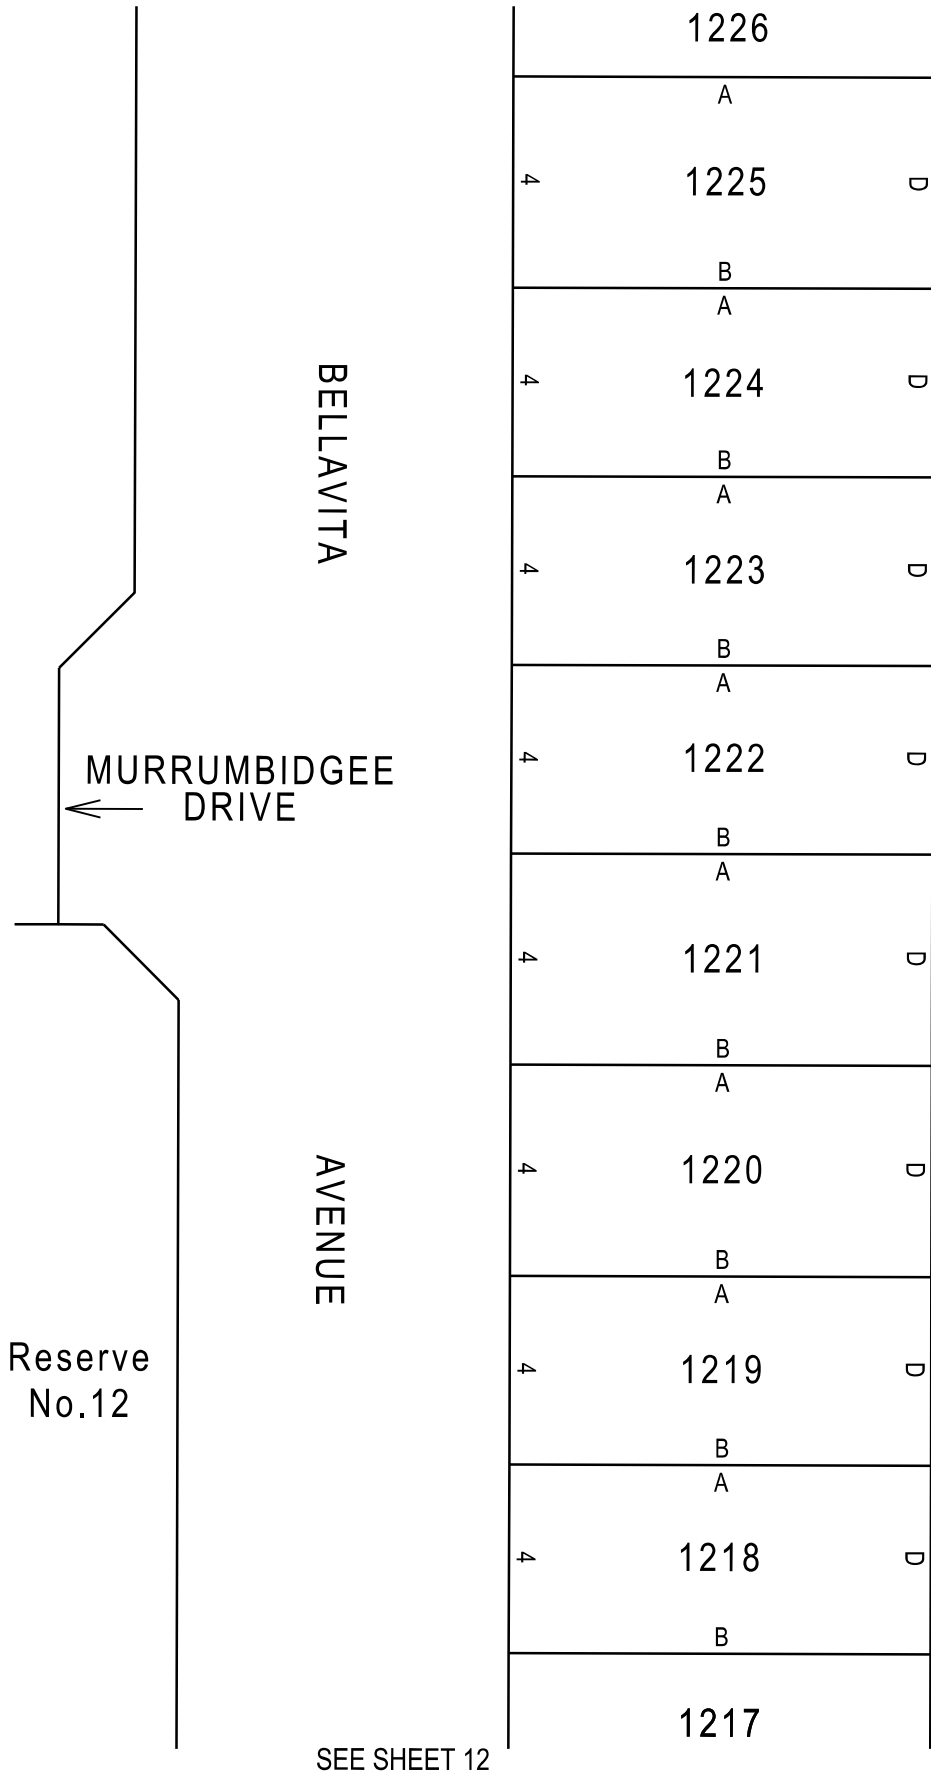 1226
A
4 1225 D
B
A
4 1224 D
B
A
4 1223 D
B
A
4 1222 D
B
A
4 1221 D
B
A
4 1220 D
B
A
4 1219 D
B
A
4 1218 D
B
1217
BELLAVITA
AVENUE
MURRUMBIDGEE
DRIVE
Reserve
No.12
SEE SHEET 12